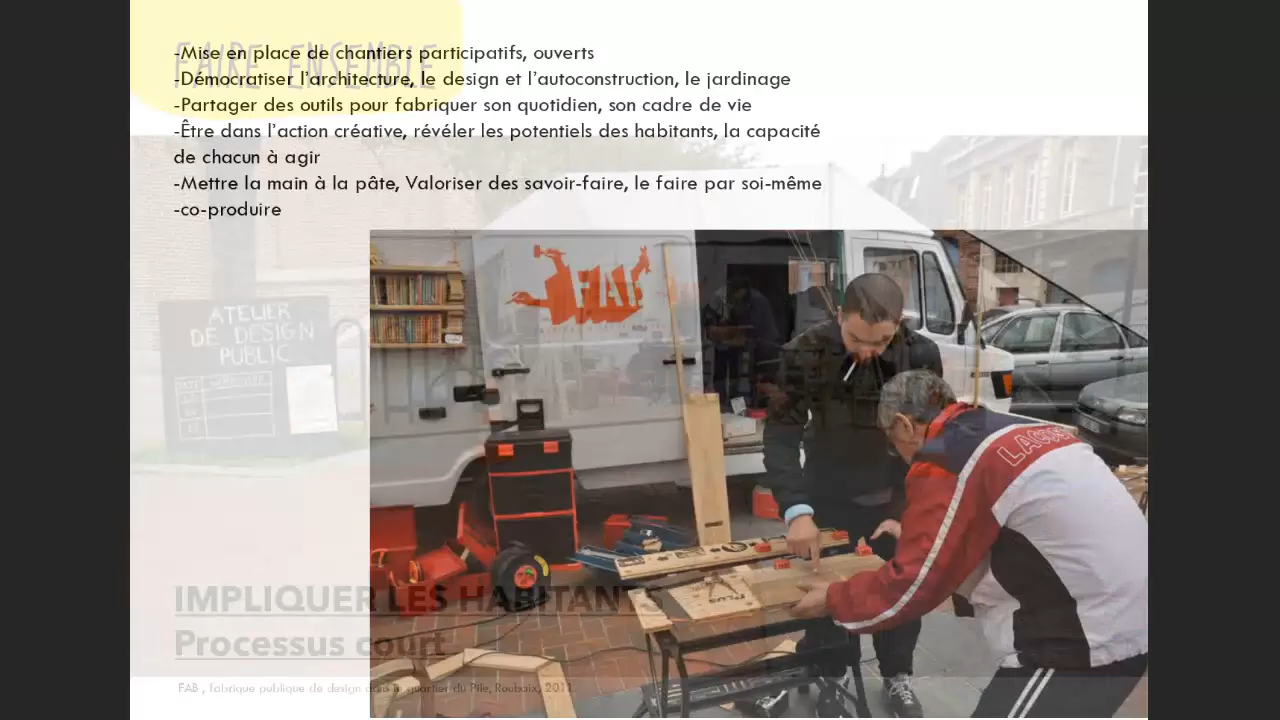 FAIRE ENSEMBLE
-Mise en place de chantiers participatifs, ouverts
-Démocratiser l'architecture, le design et l'autoconstruction, le jardinage
-Partager des outils pour fabriquer son quotidien, son cadre de vie
-Être dans l'action créative, révéler les potentiels des habitants, la capacité
de chacun à agir
-Mettre la main à la pâte, Valoriser des savoir-faire, le faire par soi-même
-co-produire
FAB
ATELIER
DE DESIGN
PUBLIC
PLUS
IMPLIQUER LES HABITANTS
Processus court
FAB , fabrique publique de design dans le quartier du Pile, Roubaix,